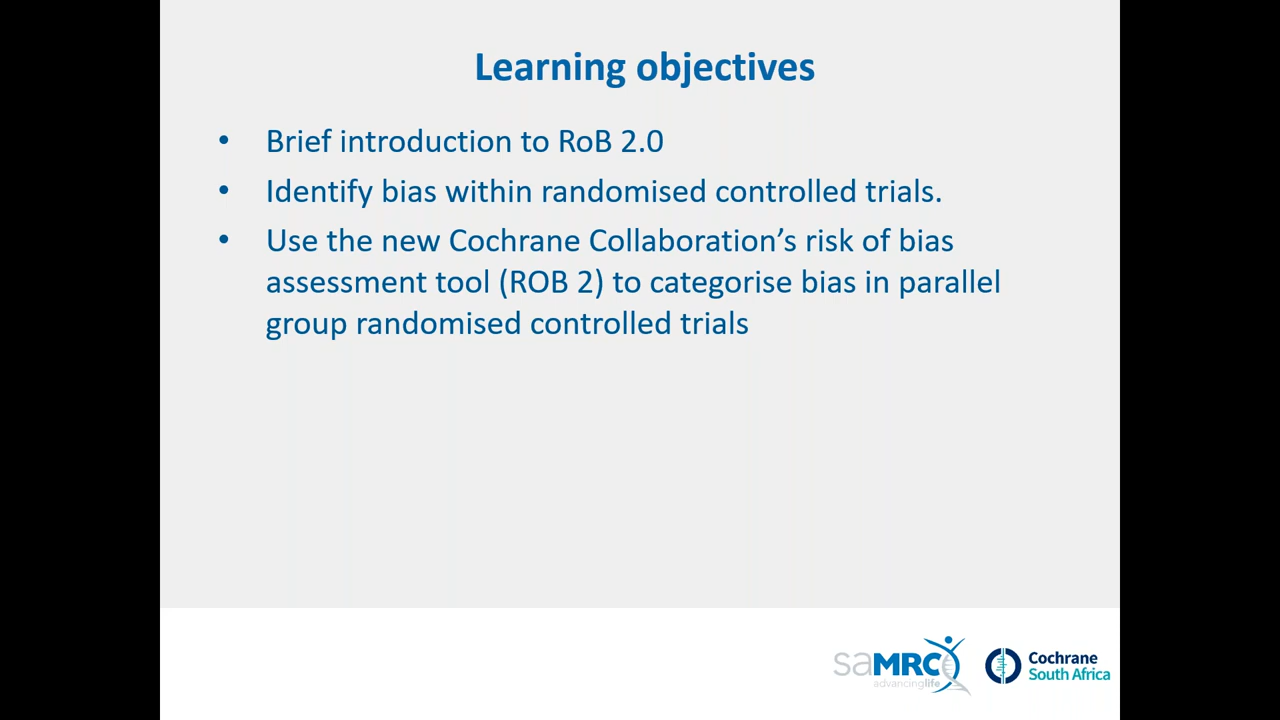 Learning objectives
• Brief introduction to RoB 2.0
• Identify bias within randomised controlled trials.
• Use the new Cochrane Collaboration’s risk of bias
assessment tool (ROB 2) to categorise bias in parallel
group randomised controlled trials
saMRC
advancinglife
Cochrane
South Africa